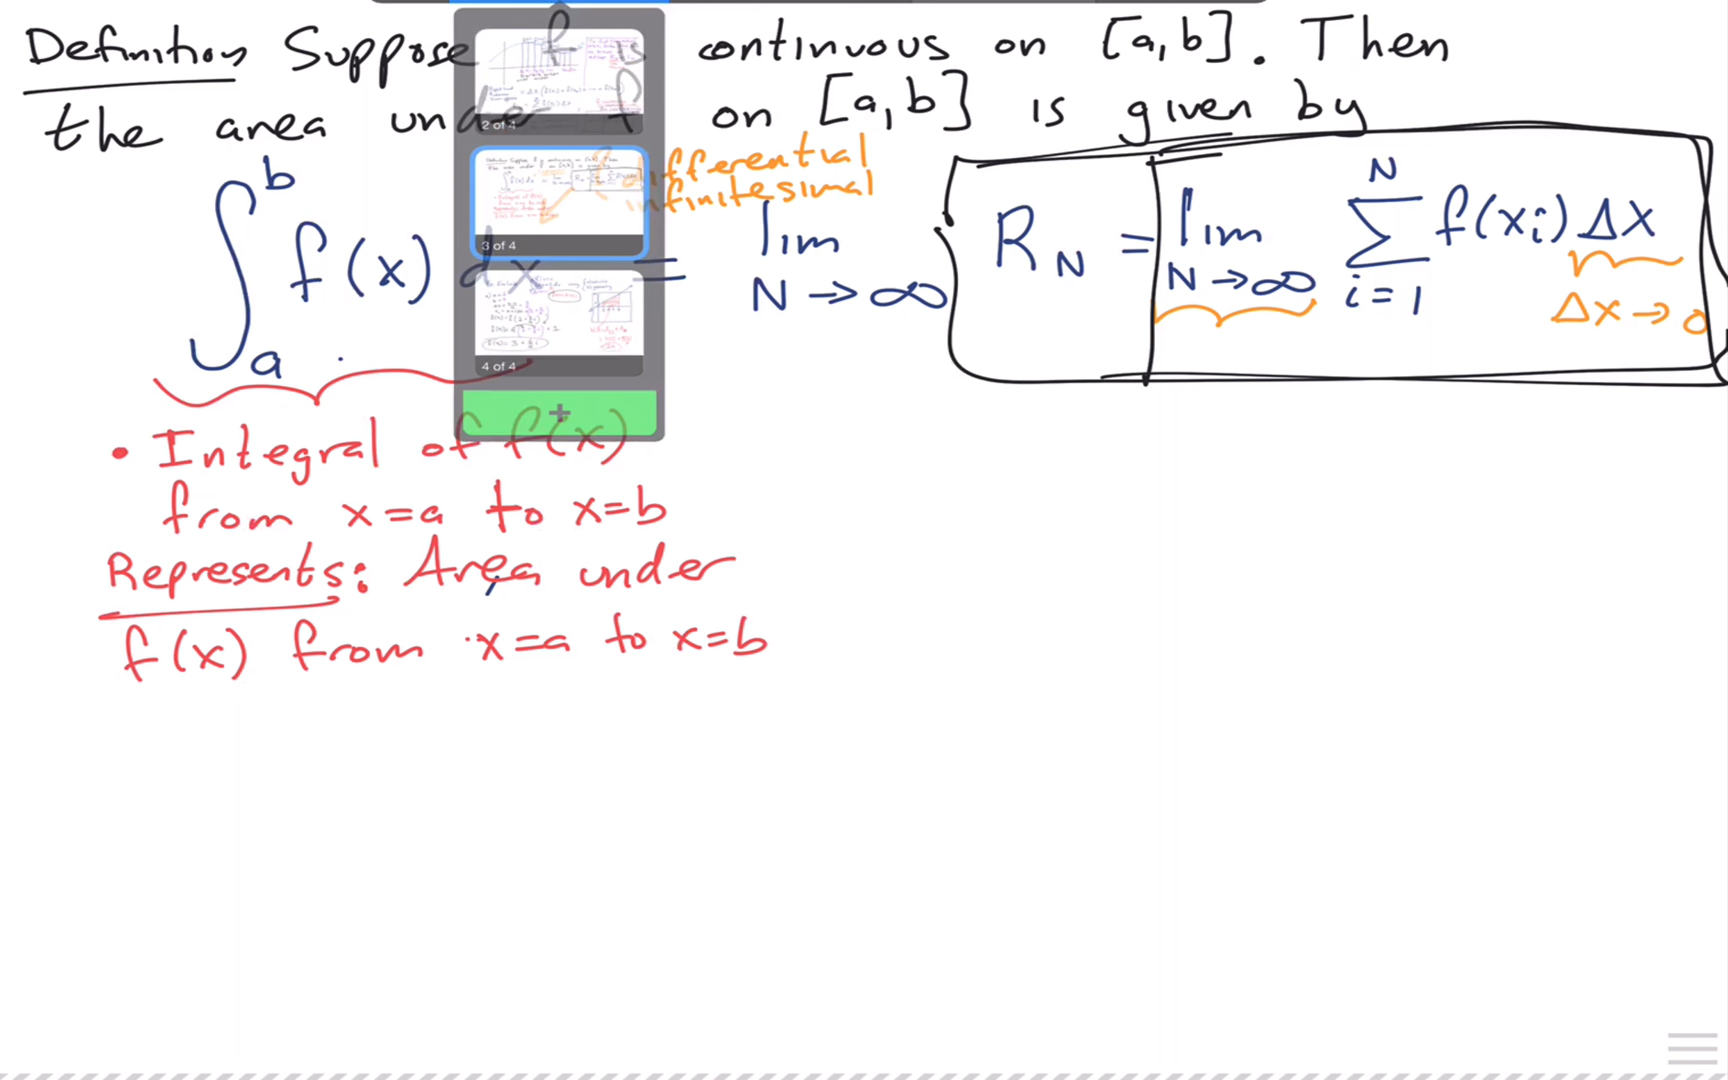 Definition Suppose f is continuous on [a,b]. Then
the area under f on [a,b] is given by
differential
infinitesimal
∫_a^b f(x) dx = lim_{N→∞} R_N = lim_{N→∞} ∑_{i=1}^N f(x_i) Δx
Δx → 0
• Integral of f(x)
from x=a to x=b
Represents: Area under
f(x) from x=a to x=b
2 of 4
3 of 4
4 of 4
+